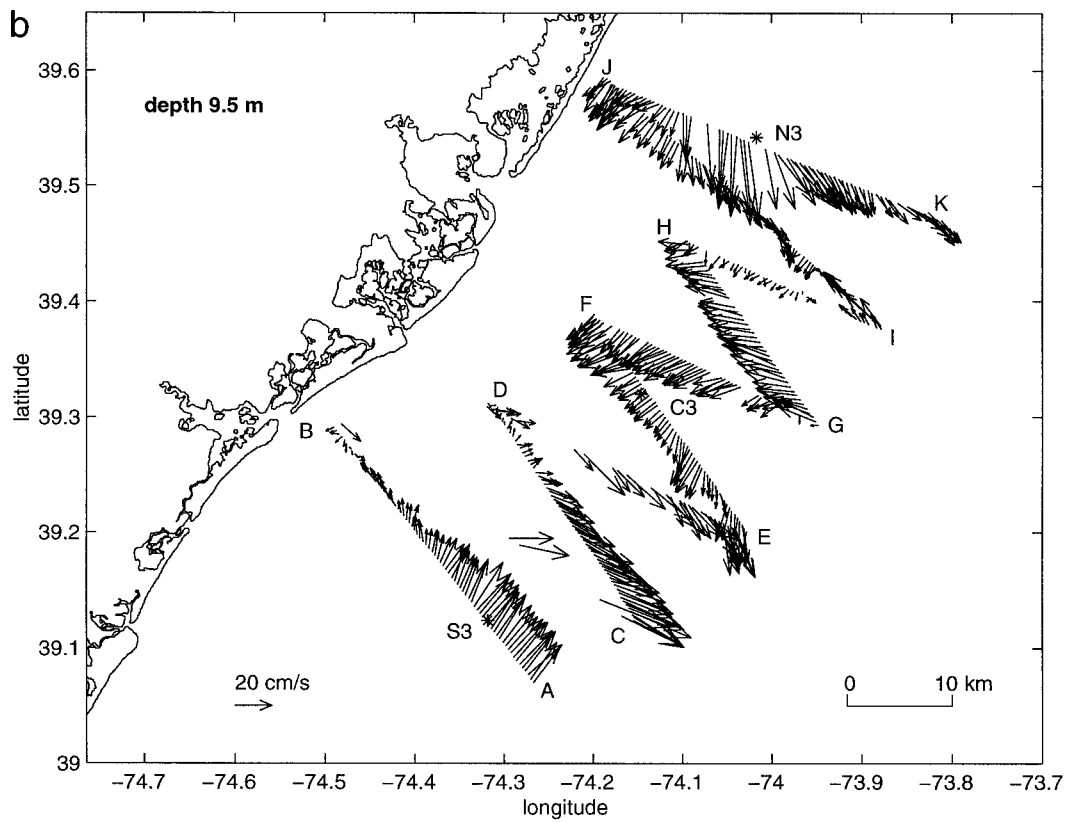 b
39.6
39.5
39.4
39.3
39.2
39.1
39
latitude
depth 9.5 m
J
N3
K
H
I
F
C3
G
D
B
E
S3
C
A
20 cm/s
0 10 km
−74.7 −74.6 −74.5 −74.4 −74.3 −74.2 −74.1 −74 −73.9 −73.8 −73.7
longitude